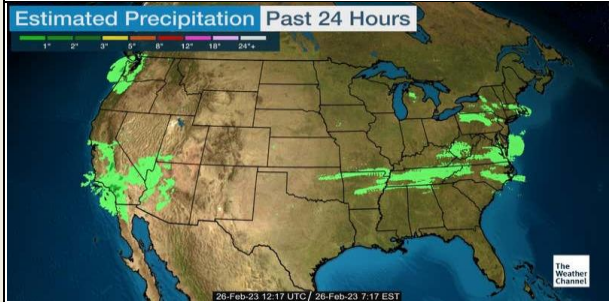 Estimated Precipitation Past 24 Hours
1" 2" 3" 5" 8" 12" 18" 24"+
The
Weather
Channel
26-Feb-23 12:17 UTC / 26-Feb-23 7:17 EST